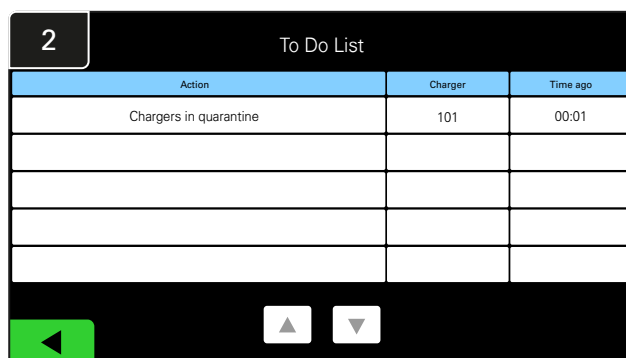 2
To Do List
Action Charger Time ago
Chargers in quarantine 101 00:01